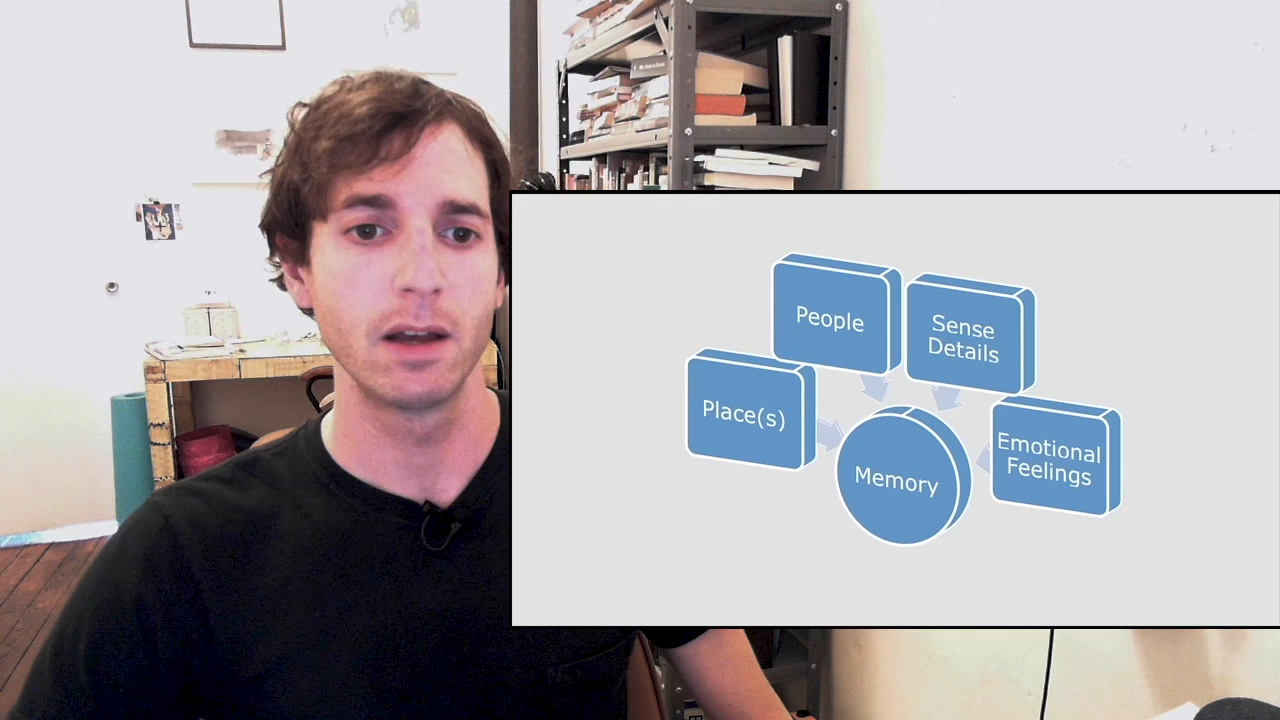 People
Sense
Details
Place(s)
Emotional
Feelings
Memory